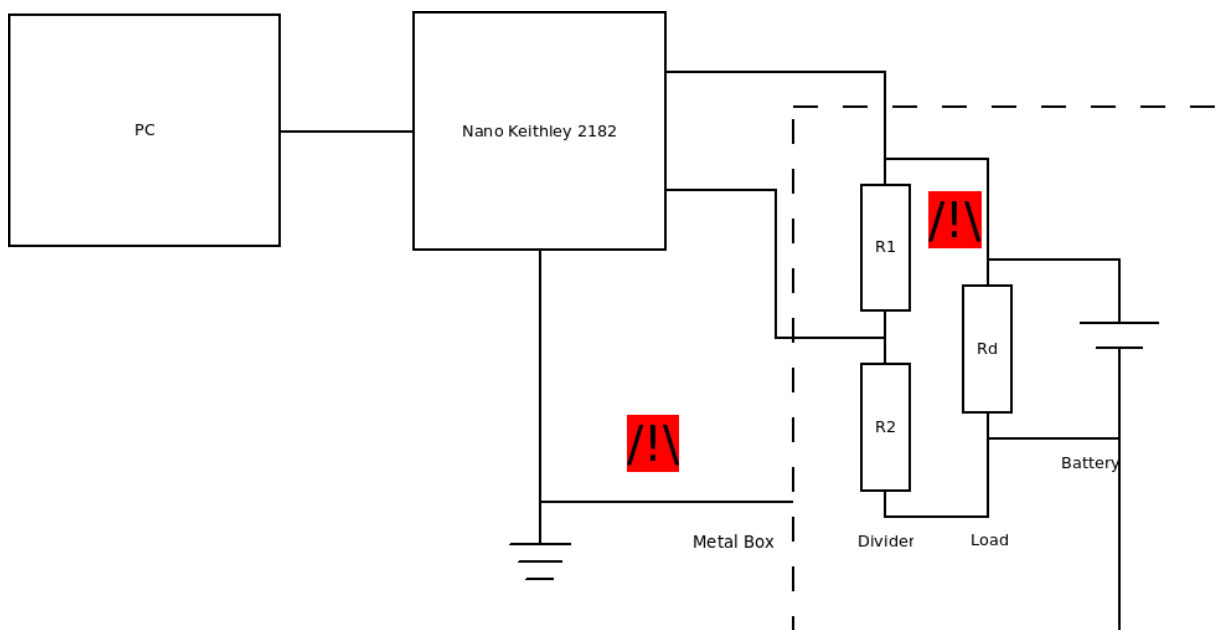 PC
Nano Keithley 2182
/!\
R1
Rd
R2
/!\
Battery
Metal Box
Divider
Load